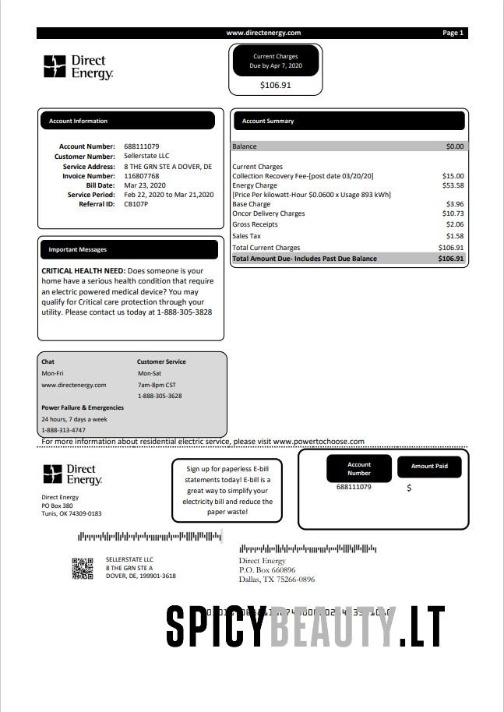 www.directenergy.com Page 1
Direct
Energy.
Current Charges
Due by Apr 7, 2020
$106.91
Account Information
Account Number: 688111079
Customer Number: Sellerstate LLC
Service Address: 8 THE GRN STE A DOVER, DE
Invoice Number: 116807768
Bill Date: Mar 23, 2020
Service Period: Feb 22, 2020 to Mar 21,2020
Referral ID: CB107P
Account Summary
Balance $0.00
Current Charges
Collection Recovery Fee-[post date 03/20/20] $15.00
Energy Charge $53.58
[Price Per kilowatt-Hour $0.0600 x Usage 893 kWh]
Base Charge $3.96
Oncor Delivery Charges $10.73
Gross Receipts $2.06
Sales Tax $1.58
Total Current Charges $106.91
Total Amount Due- Includes Past Due Balance $106.91
Important Messages
CRITICAL HEALTH NEED: Does someone is your
home have a serious health condition that require
an electric powered medical device? You may
qualify for Critical care protection through your
utility. Please contact us today at 1-888-305-3828
Chat
Mon-Fri
www.directenergy.com
Customer Service
Mon-Sat
7am-8pm CST
1-888-305-3628
Power Failure & Emergencies
24 hours, 7 days a week
1-888-313-4747
For more information about residential electric service, please visit www.powertochoose.com
Direct
Energy.
Direct Energy
PO Box 380
Tunis, OK 74309-0183
Sign up for paperless E-bill
statements today! E-bill is a
great way to simplify your
electricity bill and reduce the
paper waste!
Account
Number
Amount Paid
688111079 $
SELLERSTATE LLC
8 THE GRN STE A
DOVER, DE, 199901-3618
Direct Energy
P.O. Box 660896
Dallas, TX 75266-0896
SPICYBEAUTY.LT